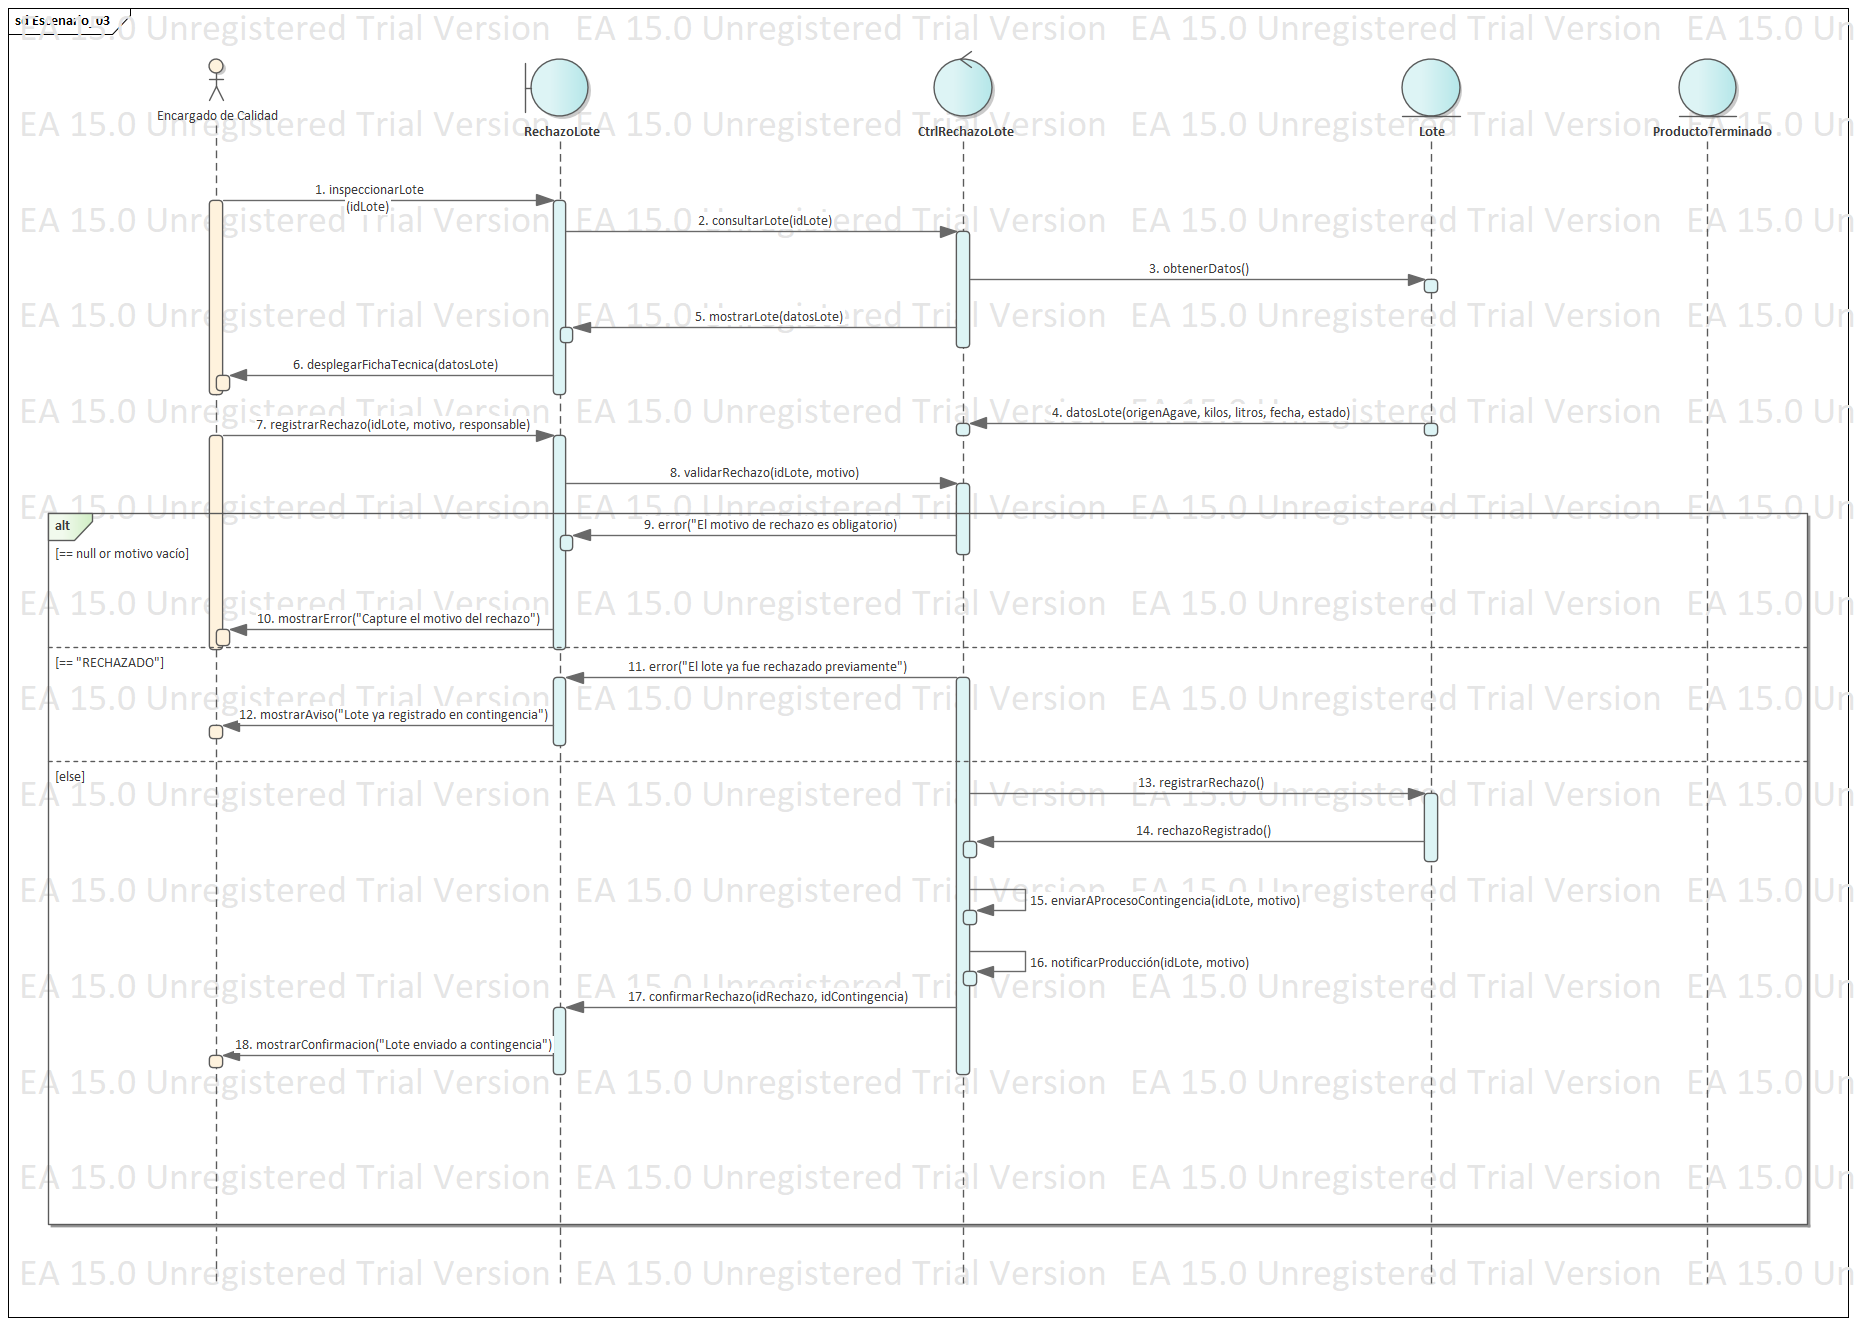 sd Escenario_03
Encargado de Calidad
RechazoLote
CtrlRechazoLote
Lote
ProductoTerminado
1. inspeccionarLote
(idLote)
2. consultarLote(idLote)
3. obtenerDatos()
5. mostrarLote(datosLote)
6. desplegarFichaTecnica(datosLote)
4. datosLote(origenAgave, kilos, litros, fecha, estado)
7. registrarRechazo(idLote, motivo, responsable)
8. validarRechazo(idLote, motivo)
alt
9. error("El motivo de rechazo es obligatorio)
[== null or motivo vacío]
10. mostrarError("Capture el motivo del rechazo")
[== "RECHAZADO"]
11. error("El lote ya fue rechazado previamente")
12. mostrarAviso("Lote ya registrado en contingencia")
[else]
13. registrarRechazo()
14. rechazoRegistrado()
15. enviarAProcesoContingencia(idLote, motivo)
16. notificarProducción(idLote, motivo)
17. confirmarRechazo(idRechazo, idContingencia)
18. mostrarConfirmacion("Lote enviado a contingencia")
EA 15.0 Unregistered Trial Version